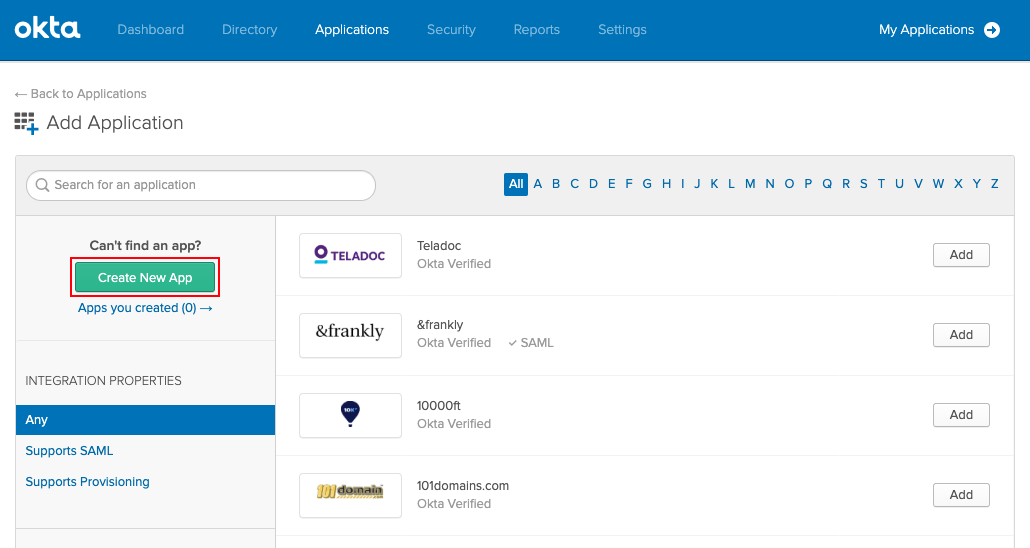 okta Dashboard Directory Applications Security Reports Settings My Applications
← Back to Applications
Add Application
Search for an application
All A B C D E F G H I J K L M N O P Q R S T U V W X Y Z
Can't find an app?
Create New App
Apps you created (0) →
INTEGRATION PROPERTIES
Any
Supports SAML
Supports Provisioning
TELADOC
Teladoc
Okta Verified
Add
&frankly
&frankly
Okta Verified ✓ SAML
Add
10K
10000ft
Okta Verified
Add
101domain
101domains.com
Okta Verified
Add